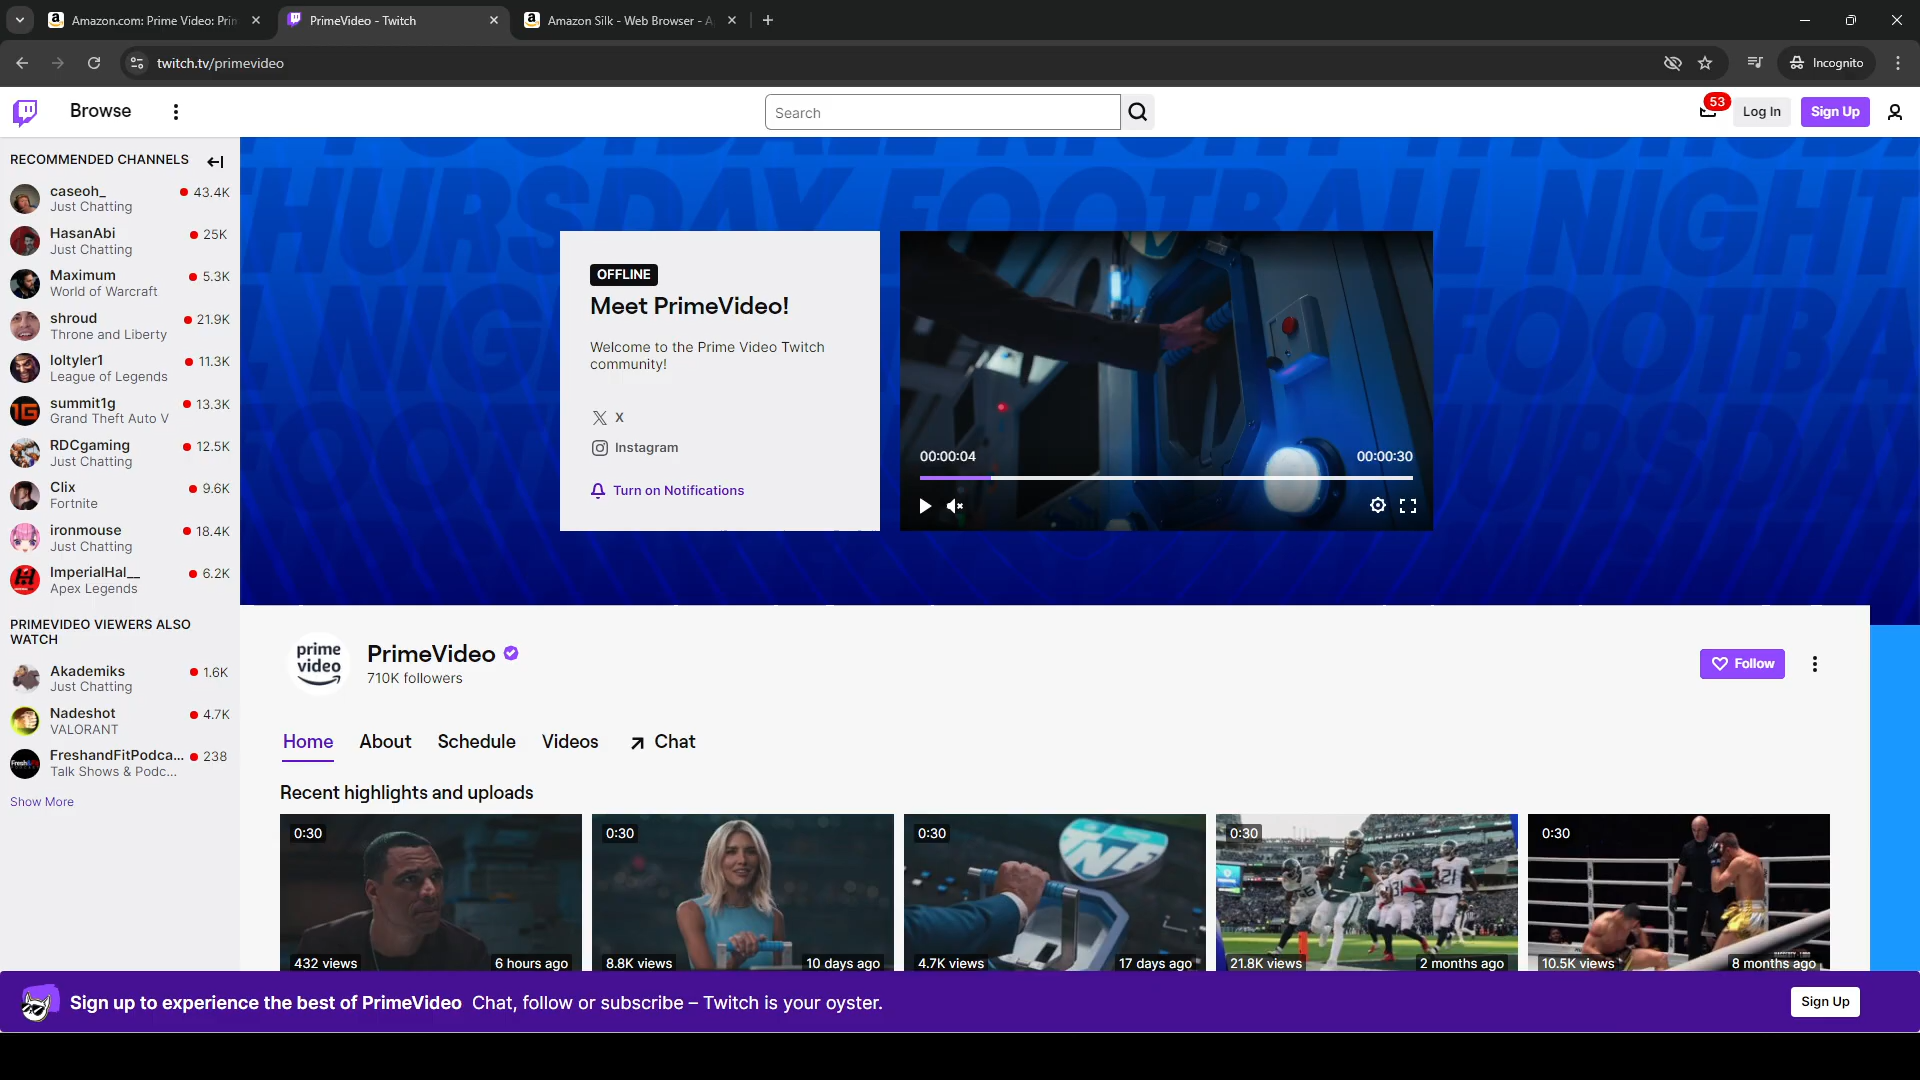 Amazon.com: Prime Video: Prim
PrimeVideo - Twitch
Amazon Silk - Web Browser - A
twitch.tv/primevideo
Incognito
Browse
Search
53
Log In
Sign Up
RECOMMENDED CHANNELS
caseoh_
43.4K
Just Chatting
HasanAbi
25K
Just Chatting
Maximum
5.3K
World of Warcraft
shroud
21.9K
Throne and Liberty
loltyler1
11.3K
League of Legends
summit1g
13.3K
Grand Theft Auto V
RDCgaming
12.5K
Just Chatting
Clix
9.6K
Fortnite
ironmouse
18.4K
Just Chatting
ImperialHal__
6.2K
Apex Legends
PRIMEVIDEO VIEWERS ALSO
WATCH
Akademiks
1.6K
Just Chatting
Nadeshot
4.7K
VALORANT
FreshandFitPodca...
238
Talk Shows & Podc...
Show More
THURSDAY FOOTBALL NIGHT
OFFLINE
Meet PrimeVideo!
Welcome to the Prime Video Twitch
community!
X
Instagram
Turn on Notifications
00:00:04
00:00:30
prime
video
PrimeVideo
710K followers
Follow
Home
About
Schedule
Videos
Chat
Recent highlights and uploads
0:30
432 views
6 hours ago
0:30
8.8K views
10 days ago
0:30
4.7K views
17 days ago
0:30
21.8K views
2 months ago
0:30
10.5K views
8 months ago
Sign up to experience the best of PrimeVideo Chat, follow or subscribe – Twitch is your oyster.
Sign Up